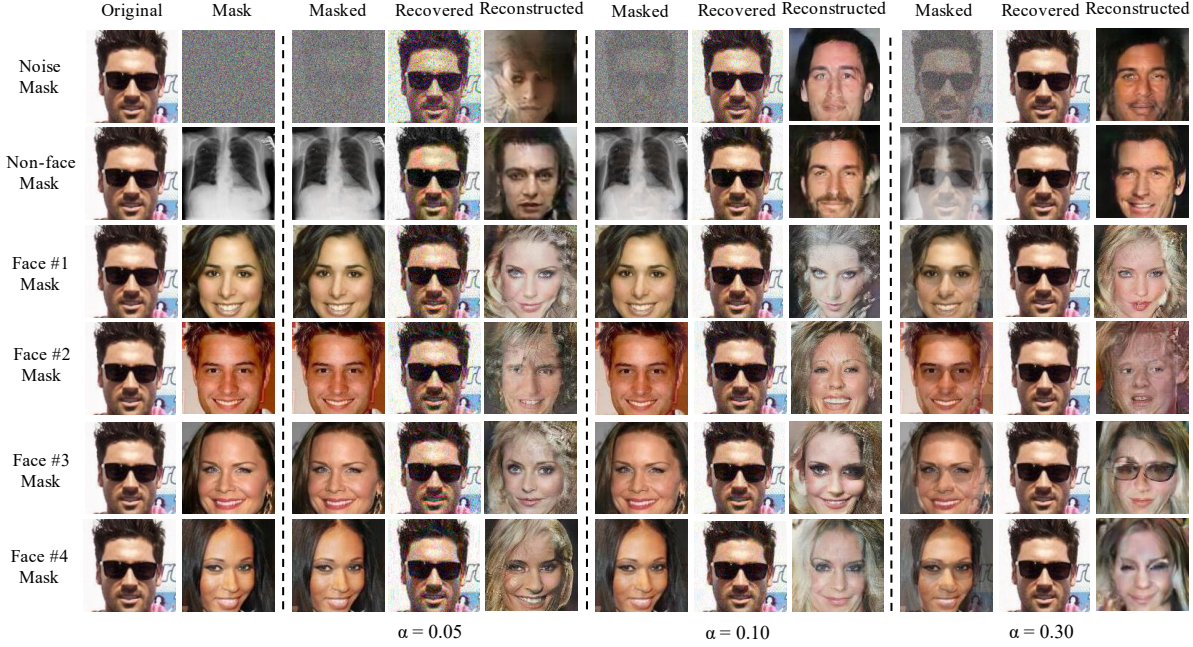 Original Mask Masked Recovered Reconstructed Masked Recovered Reconstructed Masked Recovered Reconstructed
Noise
Mask
Non-face
Mask
Face #1
Mask
Face #2
Mask
Face #3
Mask
Face #4
Mask
α = 0.05 α = 0.10 α = 0.30